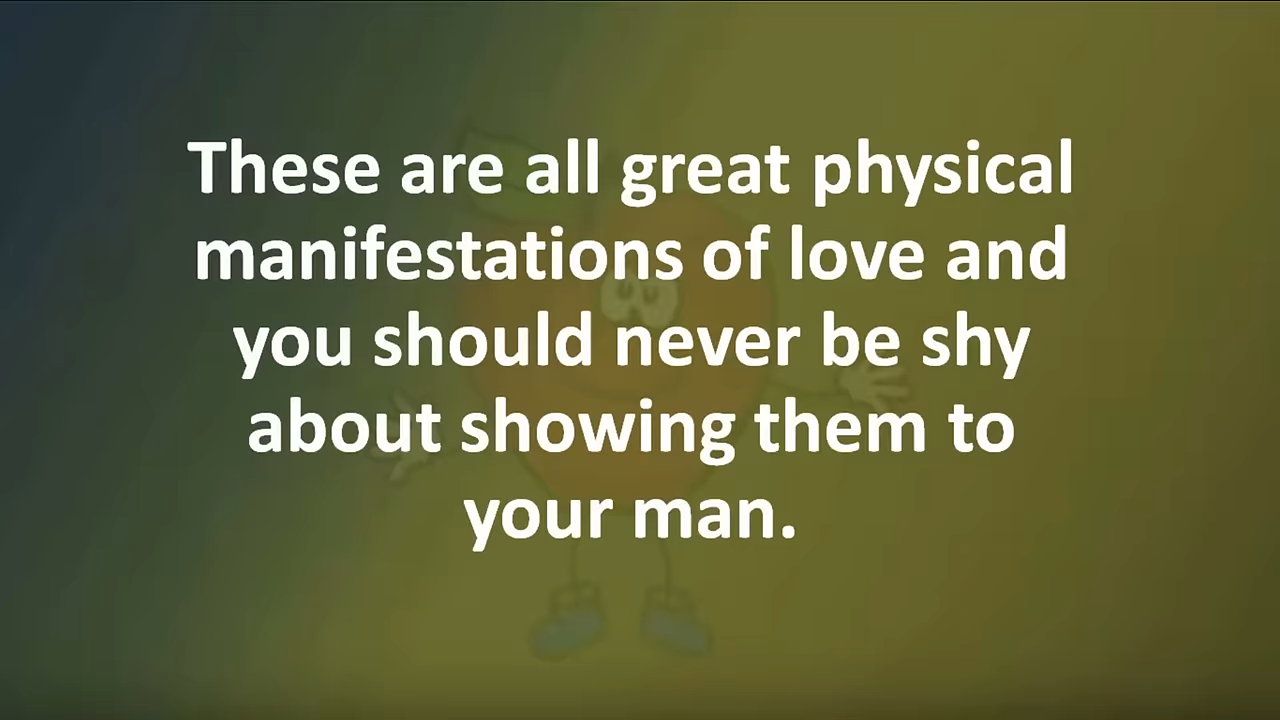 These are all great physical
manifestations of love and
you should never be shy
about showing them to
your man.